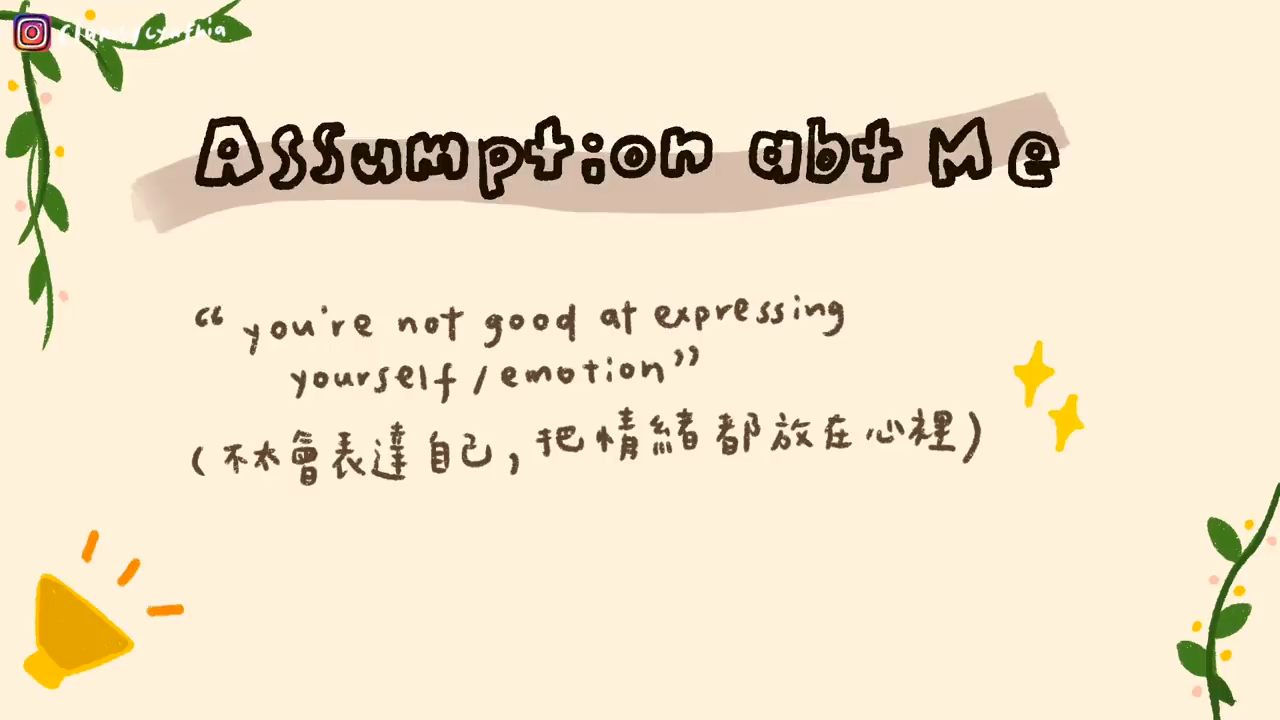 Assumption abt Me
“you're not good at expressing
yourself / emotion”
(不太會表達自己, 把情緒都放在心裡)